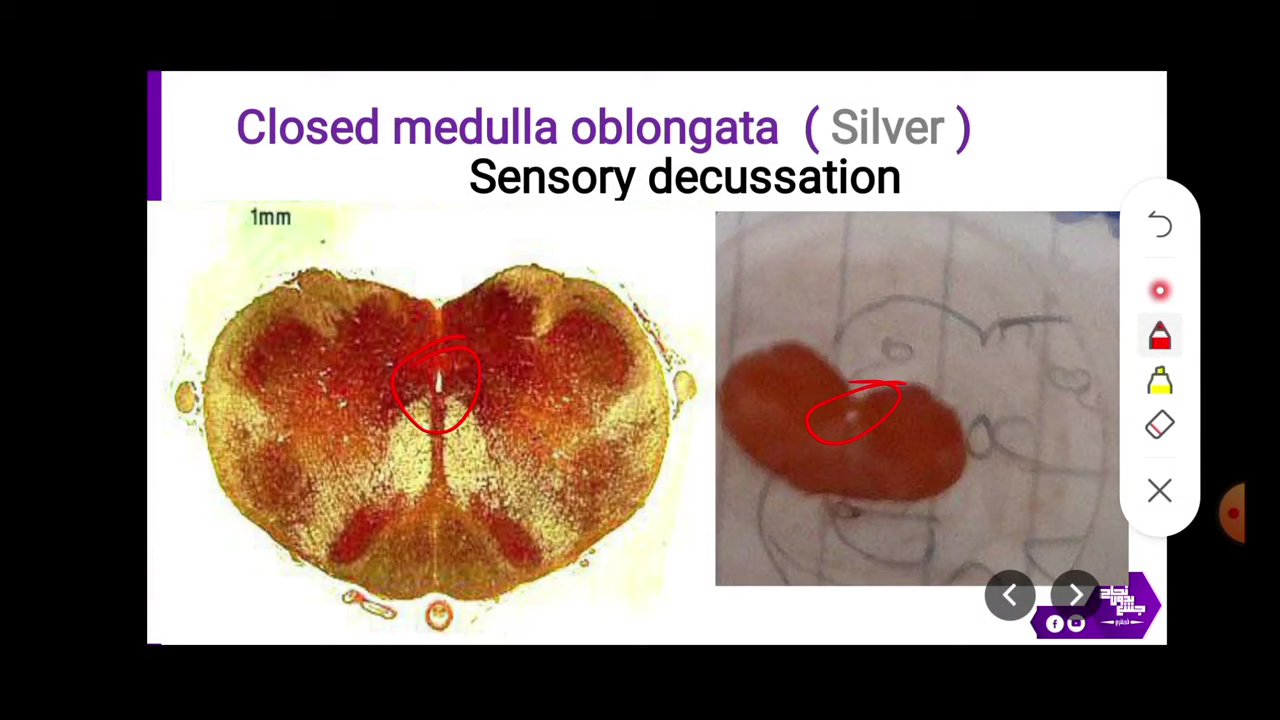 Closed medulla oblongata ( Silver )
Sensory decussation
1mm